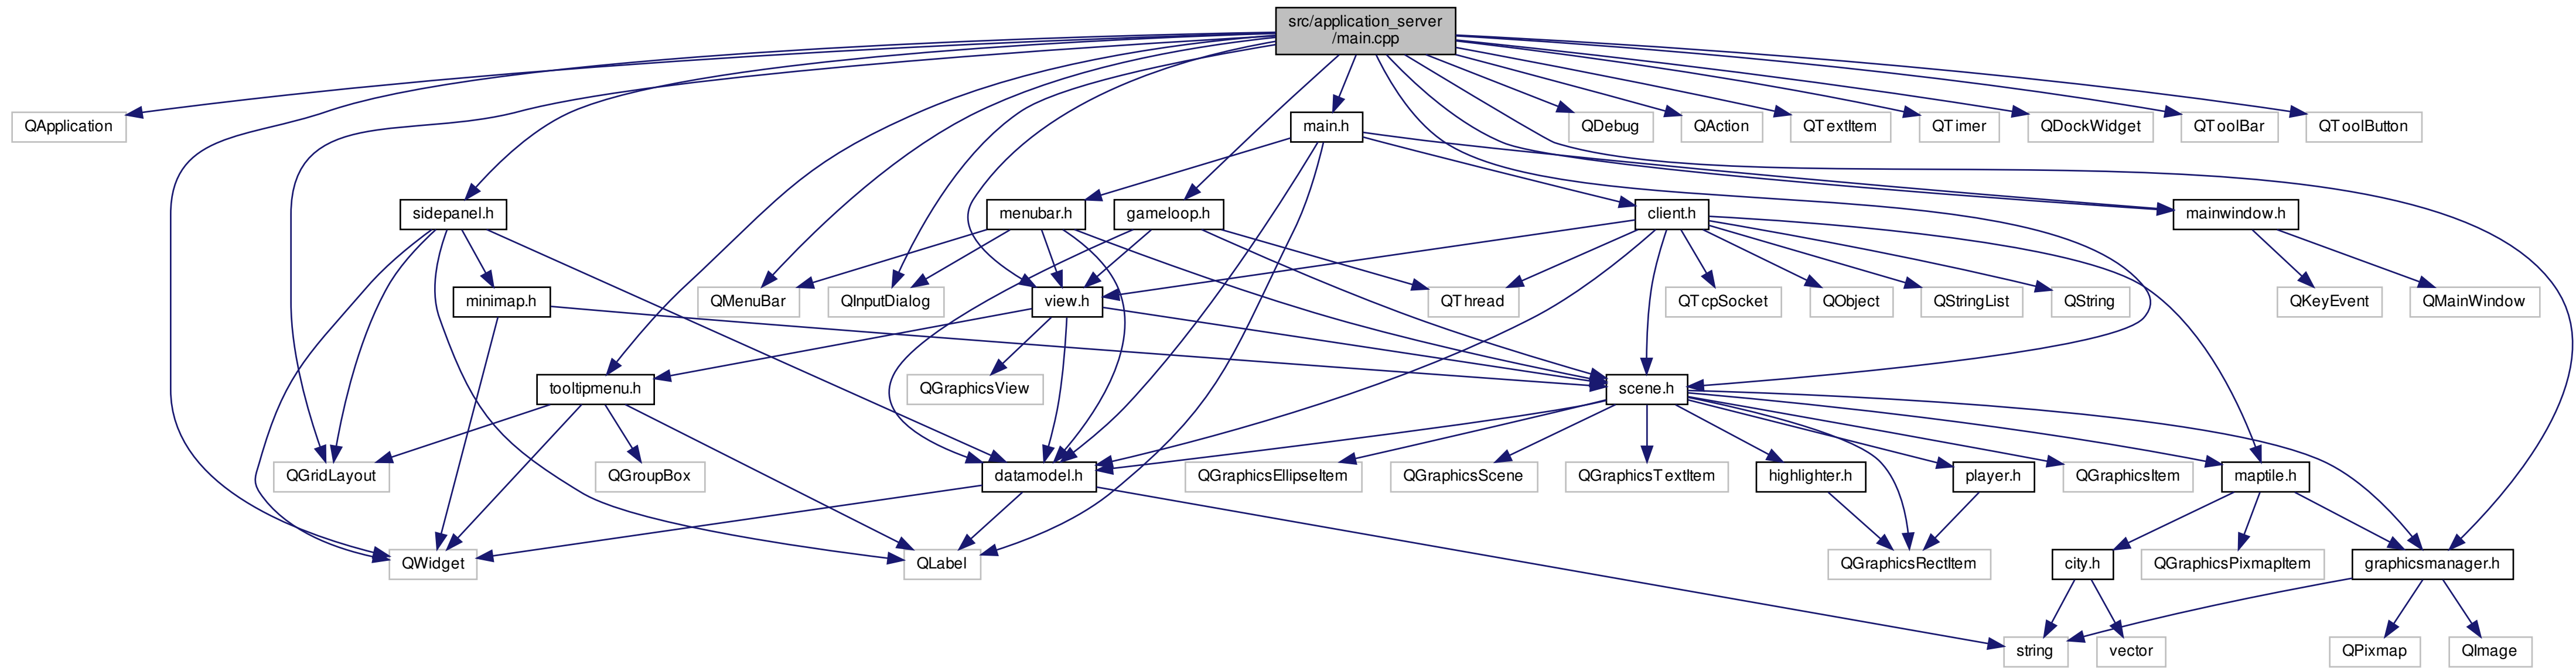 src/application_server
/main.cpp
QApplication
main.h
QDebug
QAction
QTextItem
QTimer
QDockWidget
QToolBar
QToolButton
sidepanel.h
menubar.h
gameloop.h
client.h
mainwindow.h
minimap.h
QMenuBar
QInputDialog
view.h
QThread
QTcpSocket
QObject
QStringList
QString
QKeyEvent
QMainWindow
tooltipmenu.h
QGraphicsView
scene.h
QGridLayout
QGroupBox
datamodel.h
QGraphicsEllipseItem
QGraphicsScene
QGraphicsTextItem
highlighter.h
player.h
QGraphicsItem
maptile.h
QWidget
QLabel
QGraphicsRectItem
city.h
QGraphicsPixmapItem
graphicsmanager.h
string
vector
QPixmap
QImage